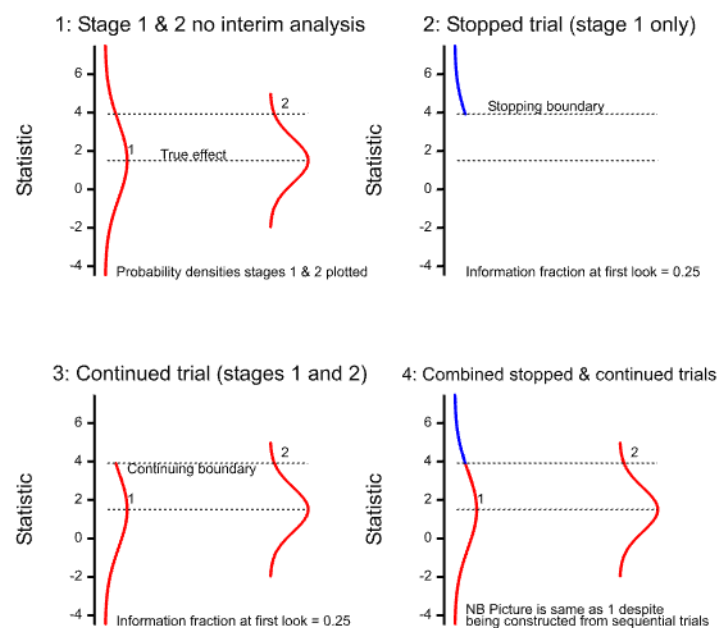 1: Stage 1 & 2 no interim analysis
6
4
2
0
-2
-4
Statistic
2
1
True effect
Probability densities stages 1 & 2 plotted
2: Stopped trial (stage 1 only)
6
4
2
0
-2
-4
Statistic
Stopping boundary
Information fraction at first look = 0.25
3: Continued trial (stages 1 and 2)
6
4
2
0
-2
-4
Statistic
2
Continuing boundary
1
Information fraction at first look = 0.25
4: Combined stopped & continued trials
6
4
2
0
-2
-4
Statistic
2
1
NB Picture is same as 1 despite
being constructed from sequential trials